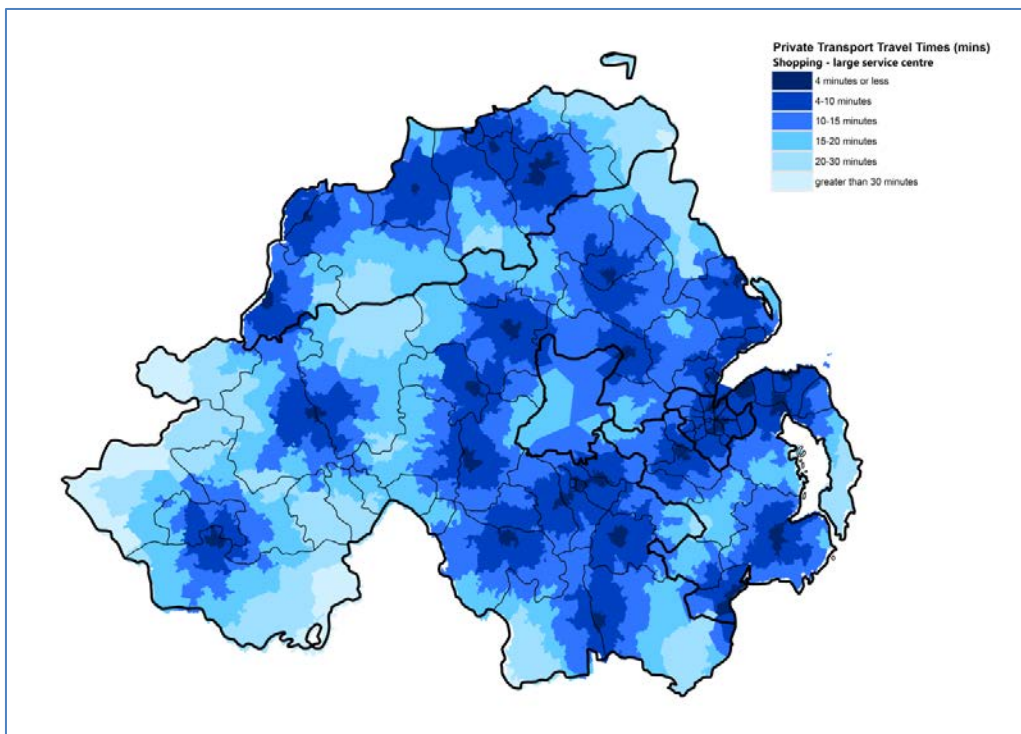 Private Transport Travel Times (mins)
Shopping - large service centre
4 minutes or less
4-10 minutes
10-15 minutes
15-20 minutes
20-30 minutes
greater than 30 minutes